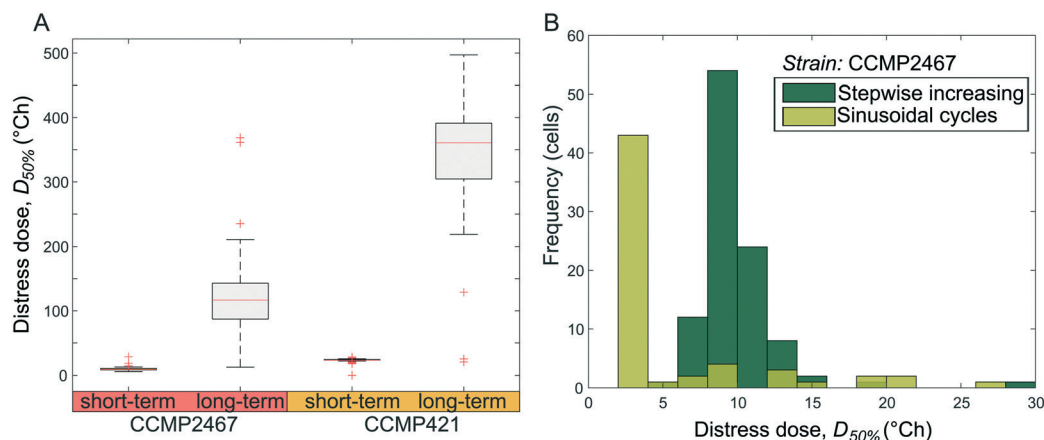 A
Distress dose, D50% (°Ch)
500
400
300
200
100
0
short-term long-term short-term long-term
CCMP2467 CCMP421
B
Frequency (cells)
60
50
40
30
20
10
0
Strain: CCMP2467
Stepwise increasing
Sinusoidal cycles
0 5 10 15 20 25 30
Distress dose, D50% (°Ch)